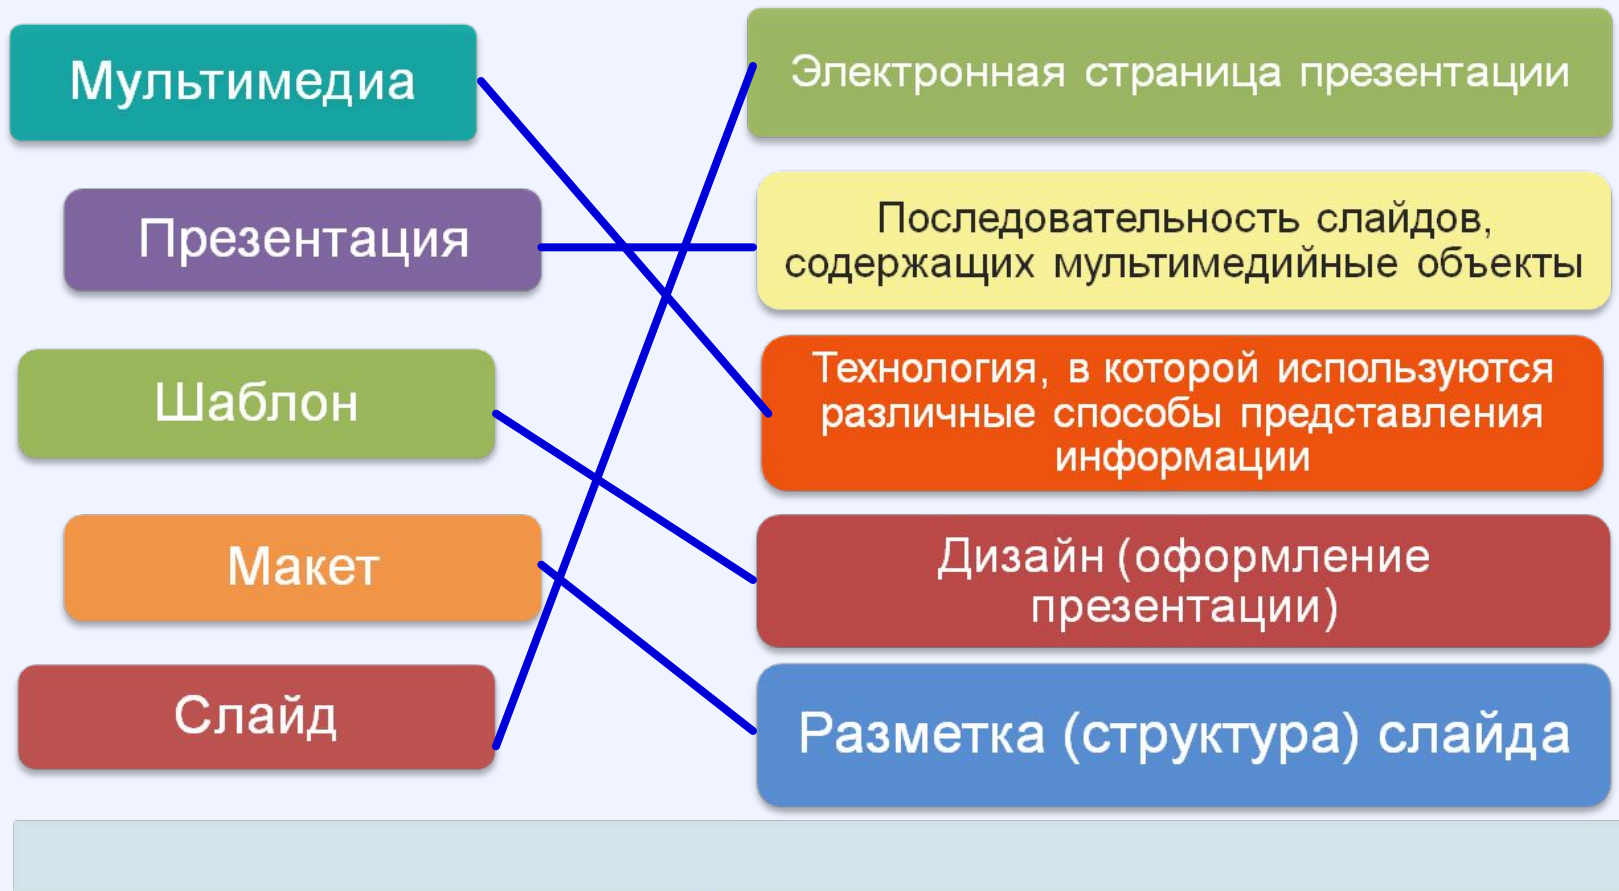 Мультимедиа
Электронная страница презентации
Презентация
Последовательность слайдов,
содержащих мультимедийные объекты
Шаблон
Технология, в которой используются
различные способы представления
информации
Макет
Дизайн (оформление
презентации)
Слайд
Разметка (структура) слайда